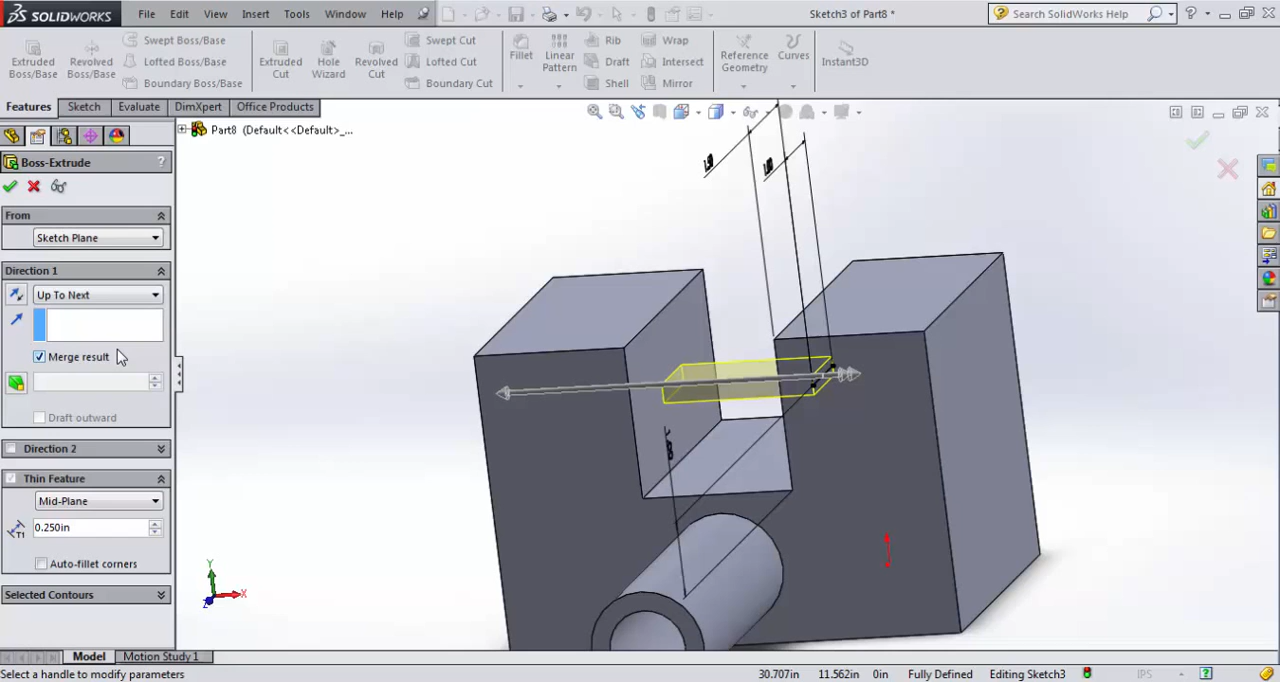 SOLIDWORKS File Edit View Insert Tools Window Help Sketch3 of Part8 * Search SolidWorks Help
Extruded Boss/Base
Revolved Boss/Base
Swept Boss/Base
Lofted Boss/Base
Boundary Boss/Base
Extruded Cut
Hole Wizard
Revolved Cut
Swept Cut
Lofted Cut
Boundary Cut
Fillet
Linear Pattern
Rib
Draft
Shell
Wrap
Intersect
Mirror
Reference Geometry
Curves
Instant3D
Features Sketch Evaluate DimXpert Office Products
Part8 (Default<<Default>_...
Boss-Extrude ?
From
Sketch Plane
Direction 1
Up To Next
Merge result
Draft outward
Direction 2
Thin Feature
Mid-Plane
T1
0.250in
Auto-fillet corners
Selected Contours
Y
X
Z
Model Motion Study 1
Select a handle to modify parameters 30.707in 11.562in 0in Fully Defined Editing Sketch3 IPS